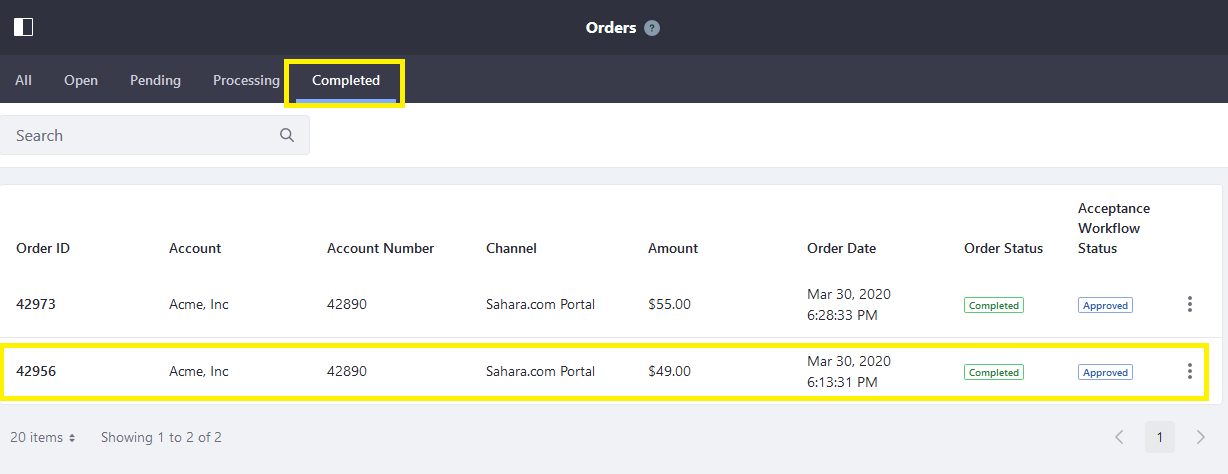 Orders ?
All Open Pending Processing Completed
Search
Acceptance
Workflow
Order ID Account Account Number Channel Amount Order Date Order Status Status
42973 Acme, Inc 42890 Sahara.com Portal $55.00 Mar 30, 2020 Completed Approved
6:28:33 PM
42956 Acme, Inc 42890 Sahara.com Portal $49.00 Mar 30, 2020 Completed Approved
6:13:31 PM
20 items Showing 1 to 2 of 2 1